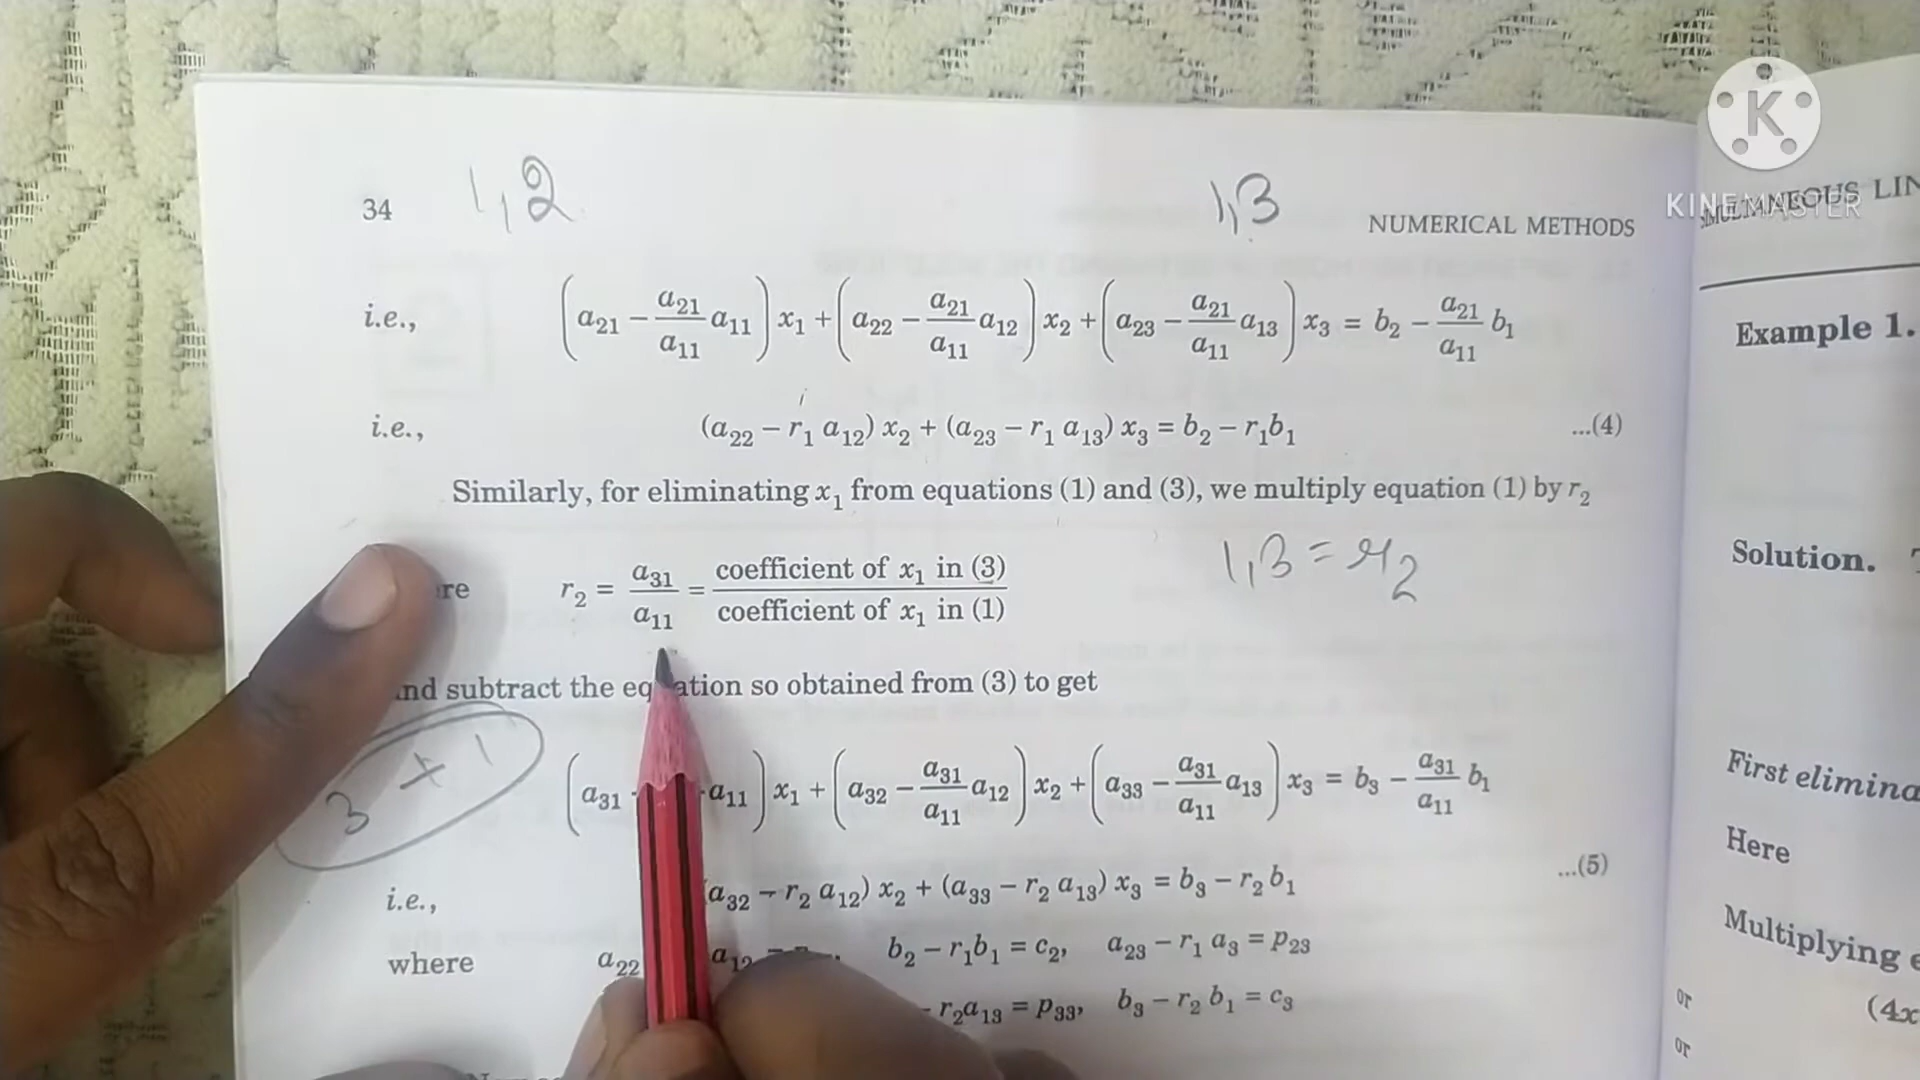 34 1,2 1,3 NUMERICAL METHODS
i.e., (a₂₁ − a₂₁/a₁₁ a₁₁) x₁ + (a₂₂ − a₂₁/a₁₁ a₁₂) x₂ + (a₂₃ − a₂₁/a₁₁ a₁₃) x₃ = b₂ − a₂₁/a₁₁ b₁
i.e., (a₂₂ − r₁ a₁₂) x₂ + (a₂₃ − r₁ a₁₃) x₃ = b₂ − r₁b₁ ...(4)
Similarly, for eliminating x₁ from equations (1) and (3), we multiply equation (1) by r₂
re r₂ = a₃₁/a₁₁ = coefficient of x₁ in (3)/coefficient of x₁ in (1)
1,3 = r₂
nd subtract the eq ation so obtained from (3) to get
3 + 1
(a₃₁ - a₁₁) x₁ + (a₃₂ − a₃₁/a₁₁ a₁₂) x₂ + (a₃₃ − a₃₁/a₁₁ a₁₃) x₃ = b₃ − a₃₁/a₁₁ b₁
i.e., (a₃₂ − r₂ a₁₂) x₂ + (a₃₃ − r₂ a₁₃) x₃ = b₃ − r₂ b₁ ...(5)
where a₂₂ a₁₂ b₂ − r₁b₁ = c₂, a₂₃ − r₁ a₃ = p₂₃
- r₂a₁₃ = p₃₃, b₃ − r₂ b₁ = c₃
K
KINEMASTER
LIN
Example 1.
Solution.
First elimina
Here
Multiplying e
or (4x
or